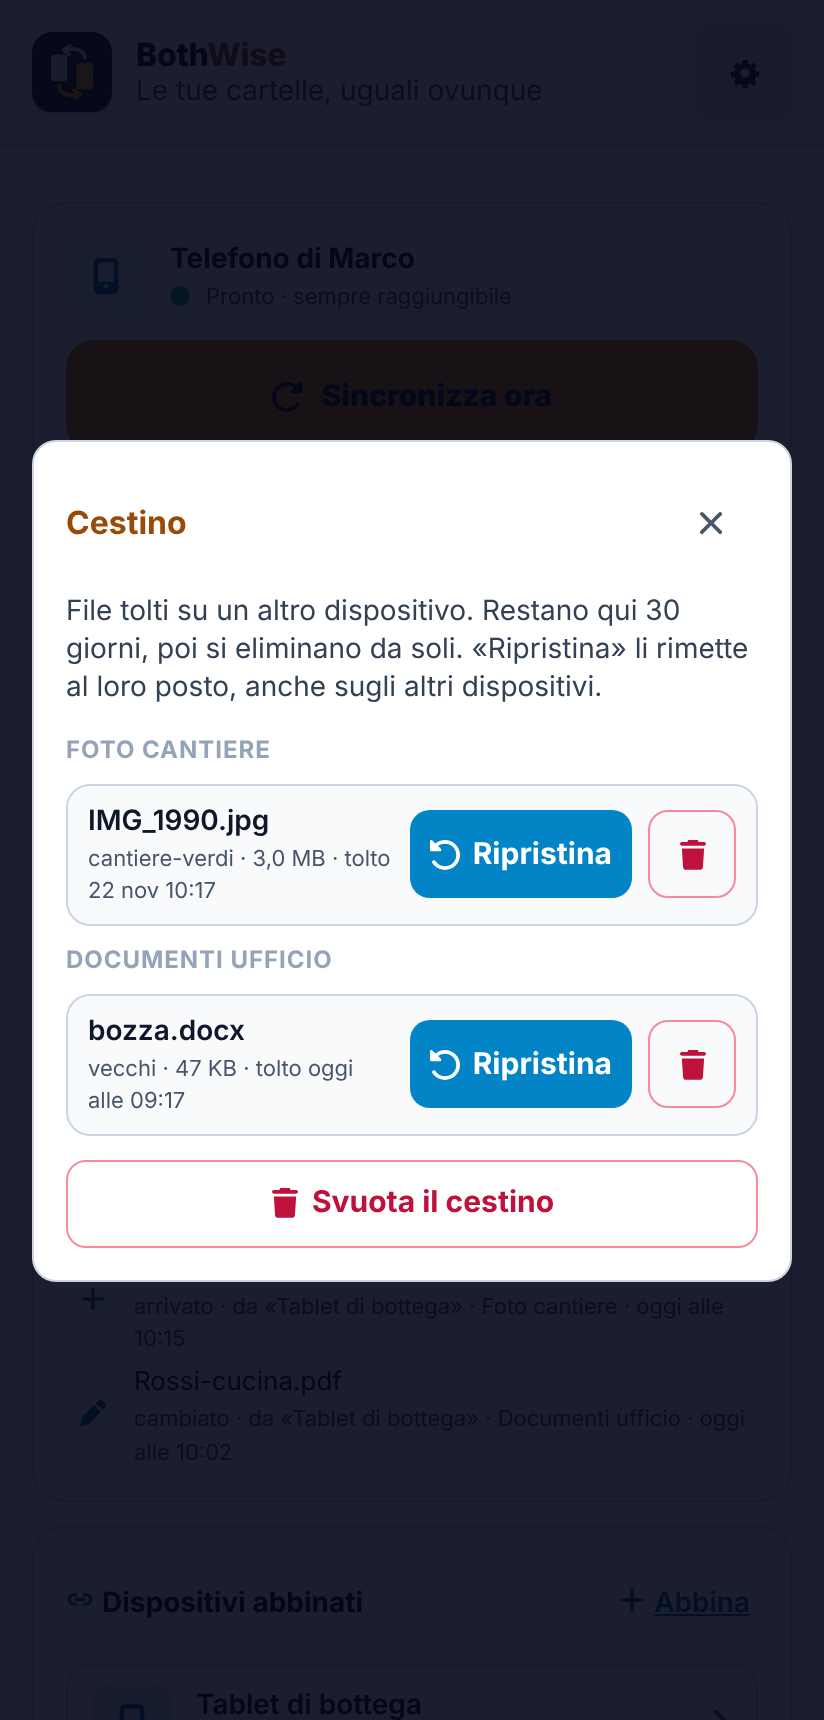 BothWise
Le tue cartelle, uguali ovunque
Telefono di Marco
Pronto · sempre raggiungibile
Sincronizza ora
Cestino
File tolti su un altro dispositivo. Restano qui 30
giorni, poi si eliminano da soli. «Ripristina» li rimette
al loro posto, anche sugli altri dispositivi.
FOTO CANTIERE
IMG_1990.jpg
cantiere-verdi · 3,0 MB · tolto
22 nov 10:17
Ripristina
DOCUMENTI UFFICIO
bozza.docx
vecchi · 47 KB · tolto oggi
alle 09:17
Ripristina
Svuota il cestino
arrivato · da «Tablet di bottega» · Foto cantiere · oggi alle
10:15
Rossi-cucina.pdf
cambiato · da «Tablet di bottega» · Documenti ufficio · oggi
alle 10:02
Dispositivi abbinati
Abbina
Tablet di bottega